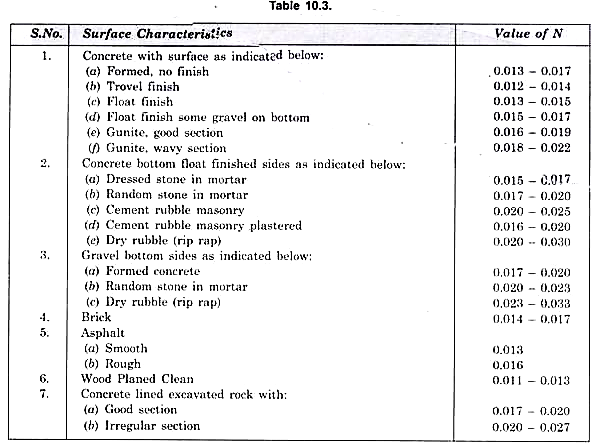 Table 10.3.
S.No. Surface Characteristics Value of N
1. Concrete with surface as indicated below:
(a) Formed, no finish 0.013 – 0.017
(b) Trovel finish 0.012 – 0.014
(c) Float finish 0.013 – 0.015
(d) Float finish some gravel on bottom 0.015 – 0.017
(e) Gunite, good section 0.016 – 0.019
(f) Gunite, wavy section 0.018 – 0.022
2. Concrete bottom float finished sides as indicated below:
(a) Dressed stone in mortar 0.015 – 0.017
(b) Random stone in mortar 0.017 – 0.020
(c) Cement rubble masonry 0.020 – 0.025
(d) Cement rubble masonry plastered 0.016 – 0.020
(e) Dry rubble (rip rap) 0.020 – 0.030
3. Gravel bottom sides as indicated below:
(a) Formed concrete 0.017 – 0.020
(b) Random stone in mortar 0.020 – 0.023
(c) Dry rubble (rip rap) 0.023 – 0.033
4. Brick 0.014 – 0.017
5. Asphalt
(a) Smooth 0.013
(b) Rough 0.016
6. Wood Planed Clean 0.011 – 0.013
7. Concrete lined excavated rock with:
(a) Good section 0.017 – 0.020
(b) Irregular section 0.020 – 0.027